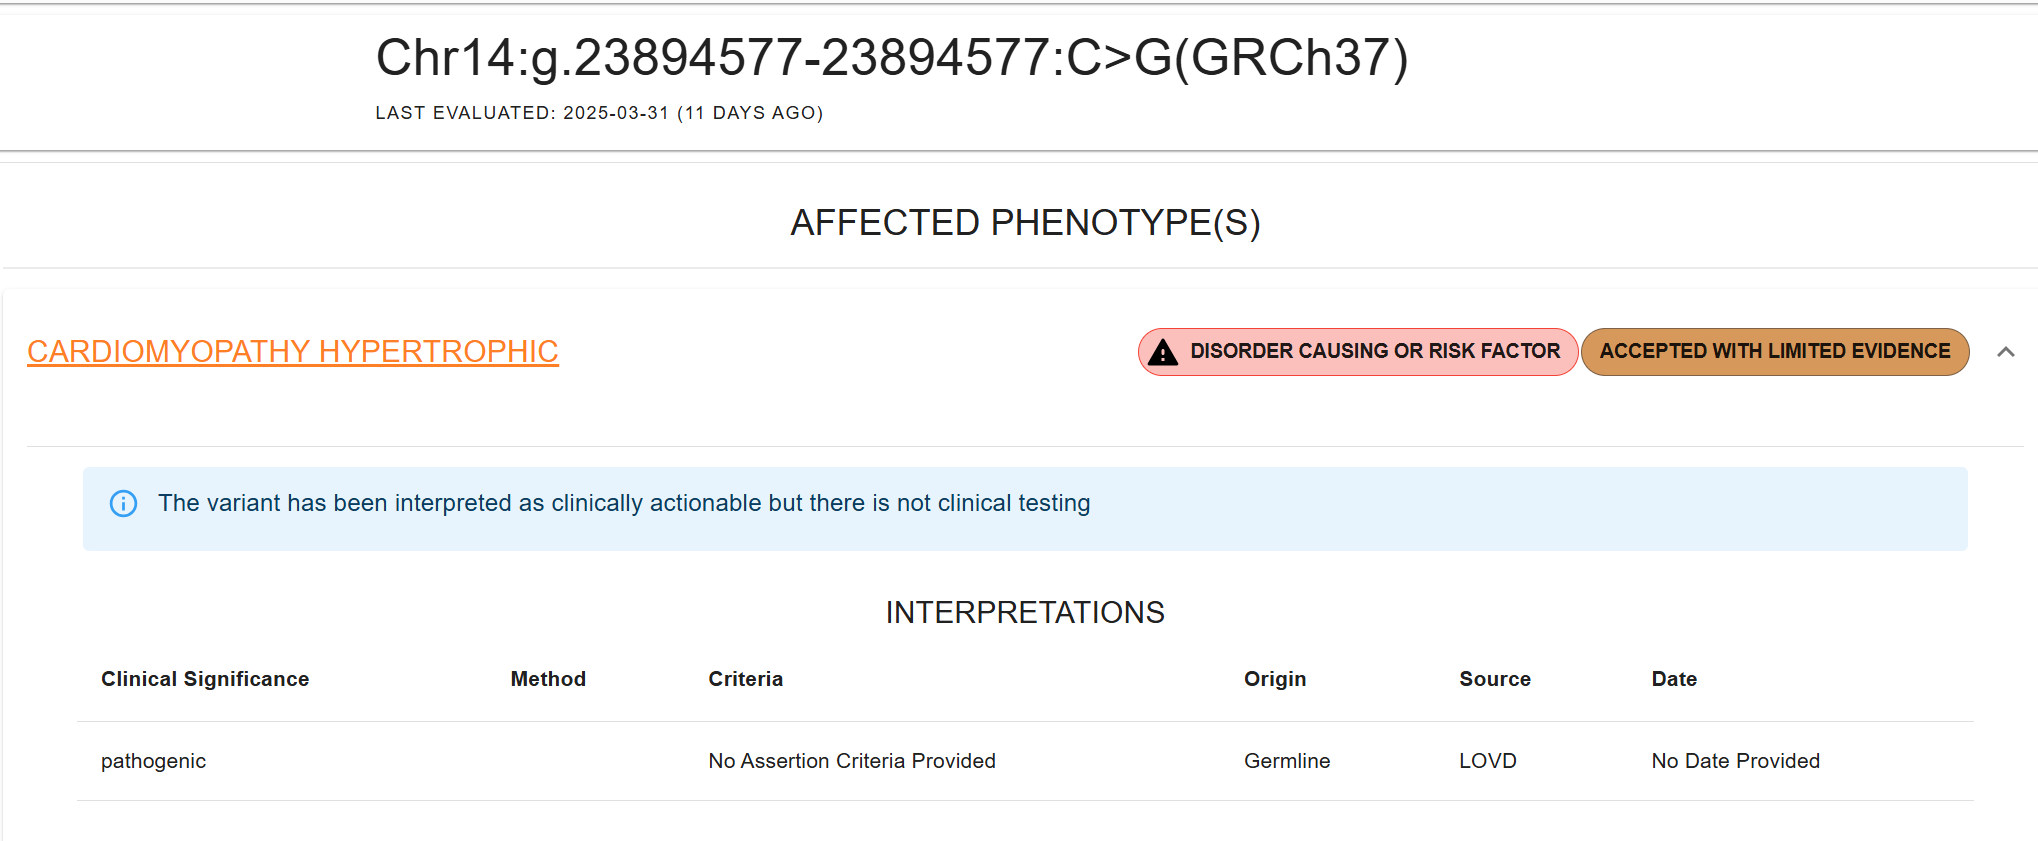 Chr14:g.23894577-23894577:C>G(GRCh37)
LAST EVALUATED: 2025-03-31 (11 DAYS AGO)
AFFECTED PHENOTYPE(S)
CARDIOMYOPATHY HYPERTROPHIC DISORDER CAUSING OR RISK FACTOR ACCEPTED WITH LIMITED EVIDENCE
The variant has been interpreted as clinically actionable but there is not clinical testing
INTERPRETATIONS
Clinical Significance Method Criteria Origin Source Date
pathogenic No Assertion Criteria Provided Germline LOVD No Date Provided